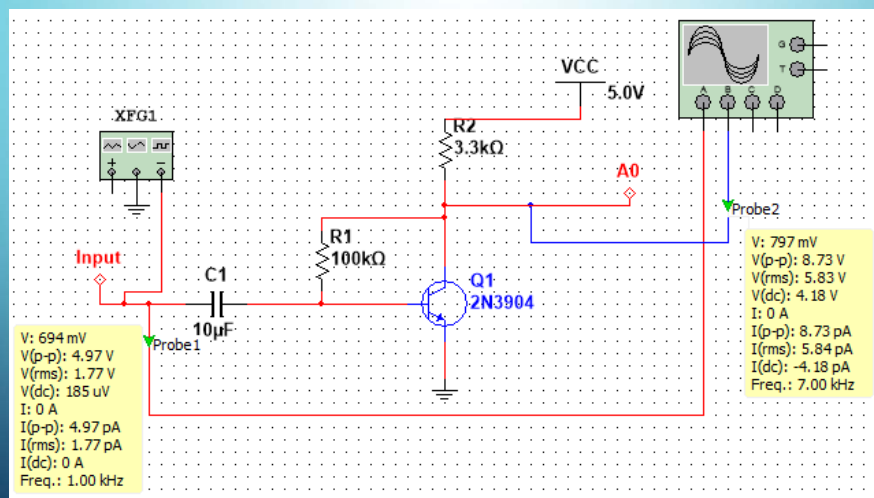 XFG1
VCC
5.0V
R2
3.3kΩ
A0
G
T
A B C D
Probe2
Input
C1
10µF
R1
100kΩ
Q1
2N3904
Probe1
V: 694 mV
V(p-p): 4.97 V
V(rms): 1.77 V
V(dc): 185 uV
I: 0 A
I(p-p): 4.97 pA
I(rms): 1.77 pA
I(dc): 0 A
Freq.: 1.00 kHz
V: 797 mV
V(p-p): 8.73 V
V(rms): 5.83 V
V(dc): 4.18 V
I: 0 A
I(p-p): 8.73 pA
I(rms): 5.84 pA
I(dc): -4.18 pA
Freq.: 7.00 kHz